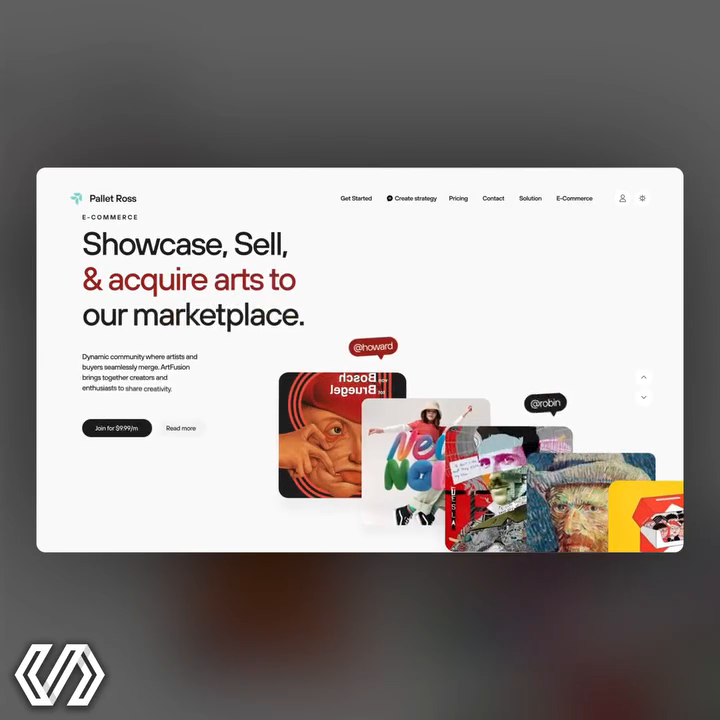 Pallet Ross
Get Started
Create strategy
Pricing
Contact
Solution
E-Commerce
E-COMMERCE
Showcase, Sell,
& acquire arts to
our marketplace.
Dynamic community where artists and
buyers seamlessly merge. ArtFusion
brings together creators and
enthusiasts to share creativity.
Join for $9.99/m
Read more
@howard
@robin
Bosch
Bruegel
TESLA